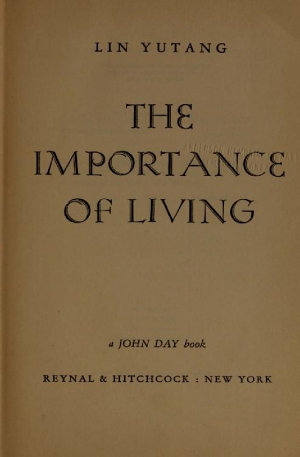 LIN YUTANG
THE
IMPORTANCE
OF LIVING
a JOHN DAY book
REYNAL & HITCHCOCK : NEW YORK